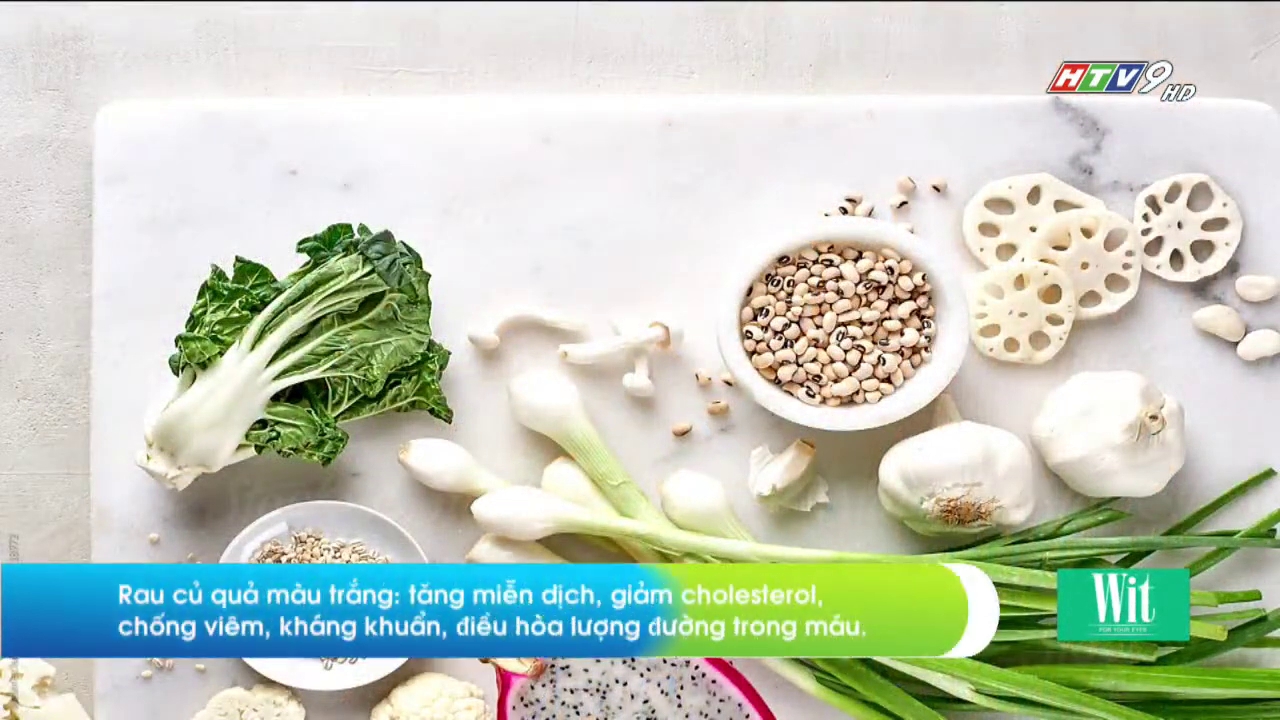 HTV9 HD
Rau củ quả màu trắng: tăng miễn dịch, giảm cholesterol,
chống viêm, kháng khuẩn, điều hòa lượng đường trong máu.
Wit
FOR YOUR EYES